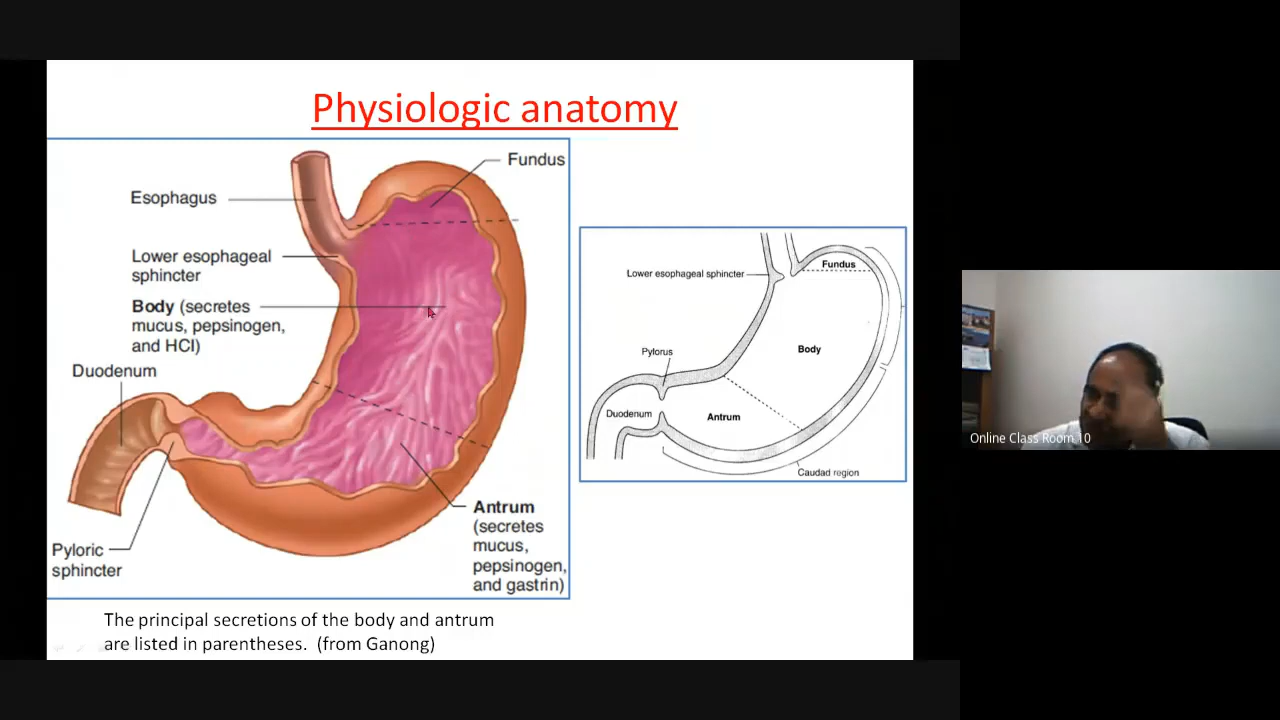 Physiologic anatomy
Fundus
Esophagus
Lower esophageal
sphincter
Body (secretes
mucus, pepsinogen,
and HCl)
Duodenum
Antrum
(secretes
mucus,
pepsinogen,
and gastrin)
Pyloric
sphincter
Lower esophageal sphincter
Fundus
Pylorus
Body
Duodenum
Antrum
Caudad region
The principal secretions of the body and antrum
are listed in parentheses. (from Ganong)
Online Class Room 10